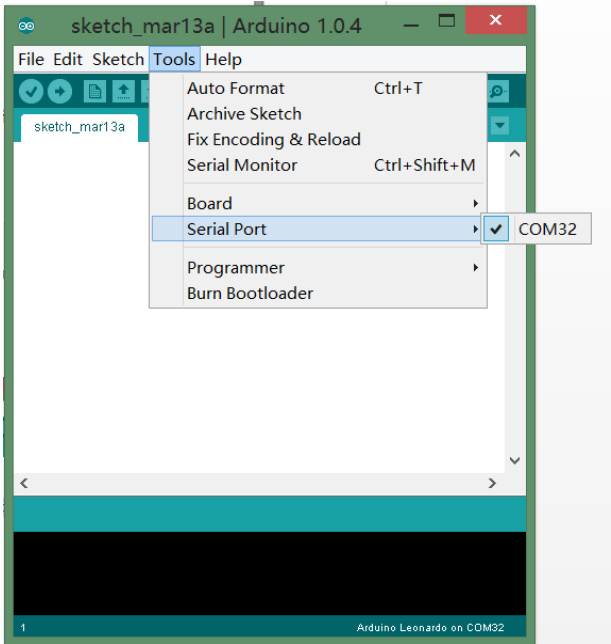 sketch_mar13a | Arduino 1.0.4
File Edit Sketch Tools Help
sketch_mar13a
Auto Format Ctrl+T
Archive Sketch
Fix Encoding & Reload
Serial Monitor Ctrl+Shift+M
Board
Serial Port
COM32
Programmer
Burn Bootloader
1 Arduino Leonardo on COM32